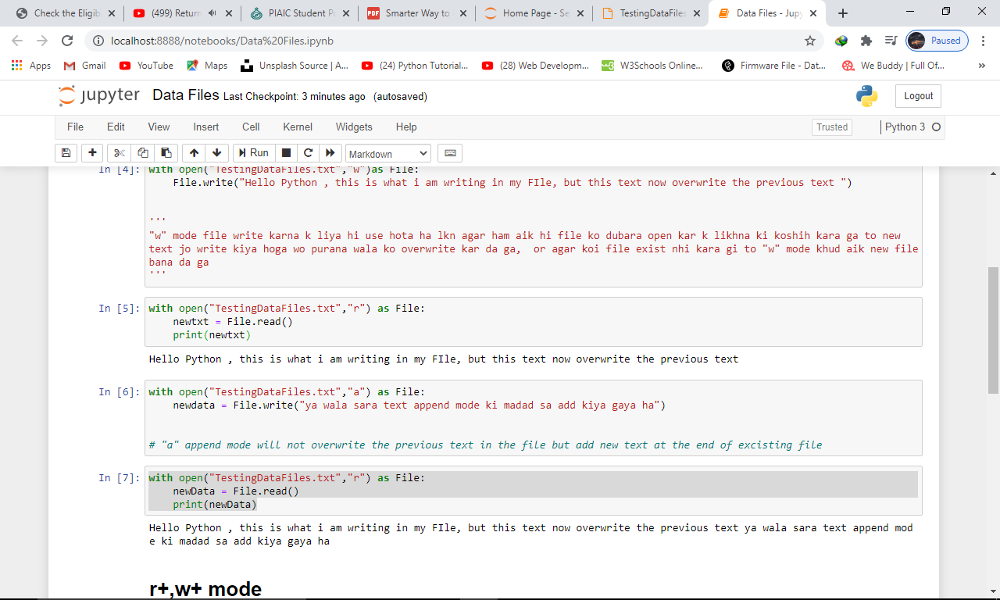 Check the Eligib
(499) Return
PIAIC Student P
Smarter Way to
Home Page - Se
TestingDataFiles
Data Files - Jup
localhost:8888/notebooks/Data%20Files.ipynb
Paused
Apps
Gmail
YouTube
Maps
Unsplash Source | A...
(24) Python Tutorial...
(28) Web Developm...
W3Schools Online...
Firmware File - Dat...
We Buddy | Full Of...
»
jupyter Data Files Last Checkpoint: 3 minutes ago (autosaved)
Logout
File Edit View Insert Cell Kernel Widgets Help
Trusted
Python 3
Run
Markdown
In [4]: with open("TestingDataFiles.txt","w")as File:
File.write("Hello Python , this is what i am writing in my FIle, but this text now overwrite the previous text ")
'''
"w" mode file write karna k liya hi use hota ha lkn agar ham aik hi file ko dubara open kar k likhna ki koshih kara ga to new
text jo write kiya hoga wo purana wala ko overwrite kar da ga,  or agar koi file exist nhi kara gi to "w" mode khud aik new file
bana da ga
'''
In [5]: with open("TestingDataFiles.txt","r") as File:
newtxt = File.read()
print(newtxt)
Hello Python , this is what i am writing in my FIle, but this text now overwrite the previous text
In [6]: with open("TestingDataFiles.txt","a") as File:
newdata = File.write("ya wala sara text append mode ki madad sa add kiya gaya ha")
# "a" append mode will not overwrite the previous text in the file but add new text at the end of excisting file
In [7]: with open("TestingDataFiles.txt","r") as File:
newData = File.read()
print(newData)
Hello Python , this is what i am writing in my FIle, but this text now overwrite the previous text ya wala sara text append mod
e ki madad sa add kiya gaya ha
r+,w+ mode